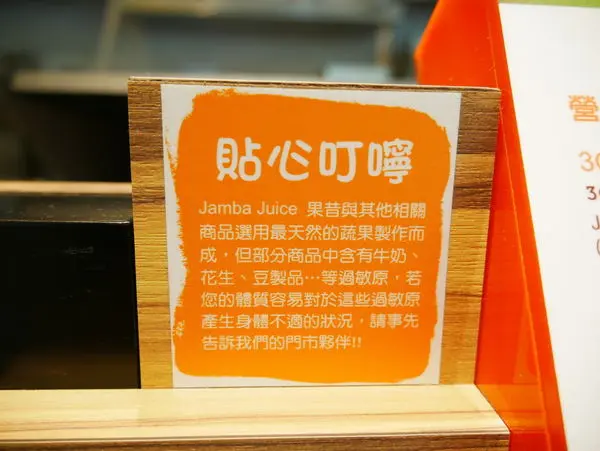 貼心叮嚀
Jamba Juice 果昔與其他相關
商品選用最天然的蔬果製作而
成，但部分商品中含有牛奶、
花生、豆製品…等過敏原，若
您的體質容易對於這些過敏原
產生身體不適的狀況，請事先
告訴我們的門市夥伴!!
營